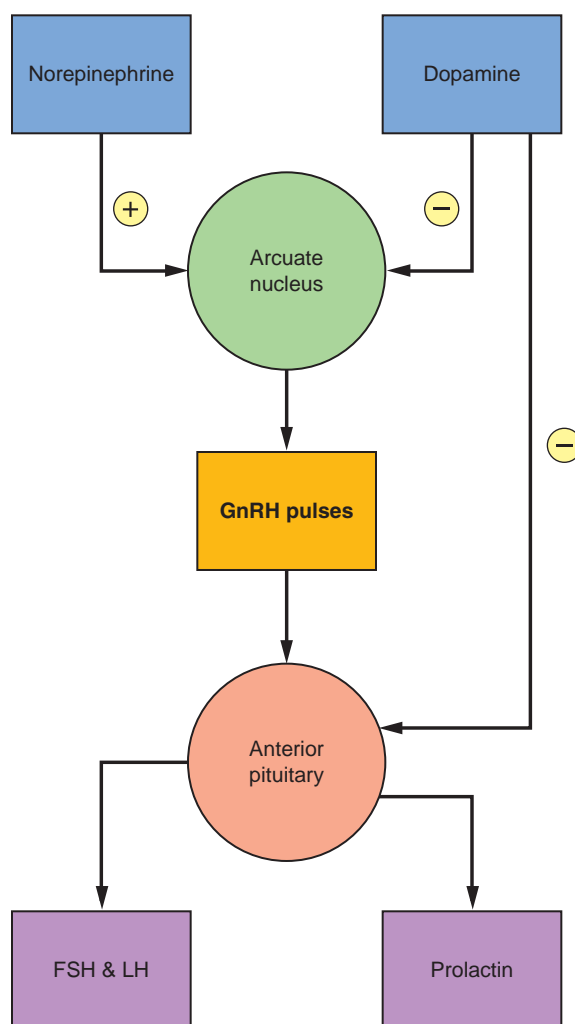 Norepinephrine
Dopamine
+
−
Arcuate
nucleus
−
GnRH pulses
Anterior
pituitary
FSH & LH
Prolactin